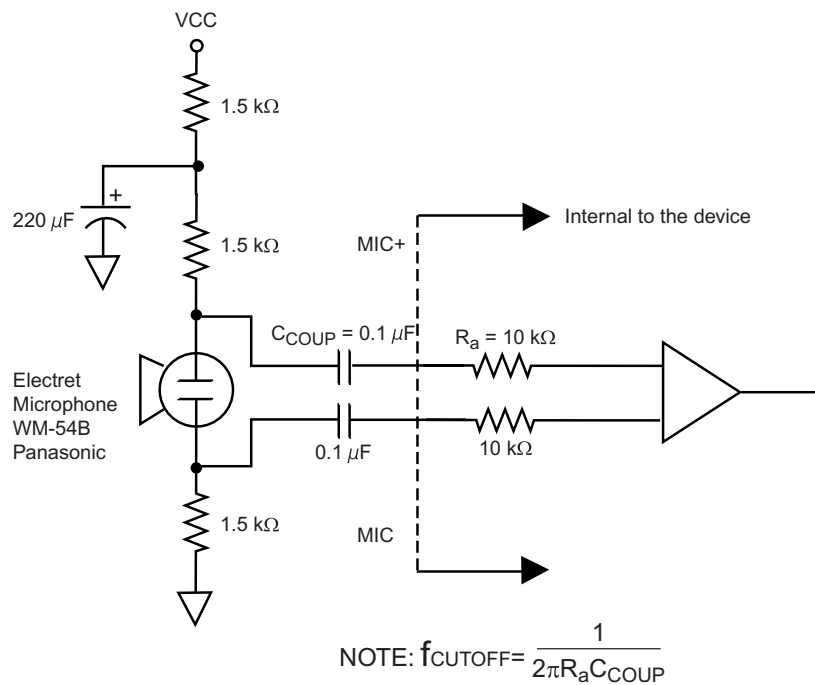 VCC
1.5 kΩ
+
220 µF
1.5 kΩ
MIC+
Internal to the device
C_COUP = 0.1 µF
R_a = 10 kΩ
Electret
Microphone
WM-54B
Panasonic
0.1 µF
10 kΩ
1.5 kΩ
MIC
NOTE: f_CUTOFF = 1 / 2πR_aC_COUP